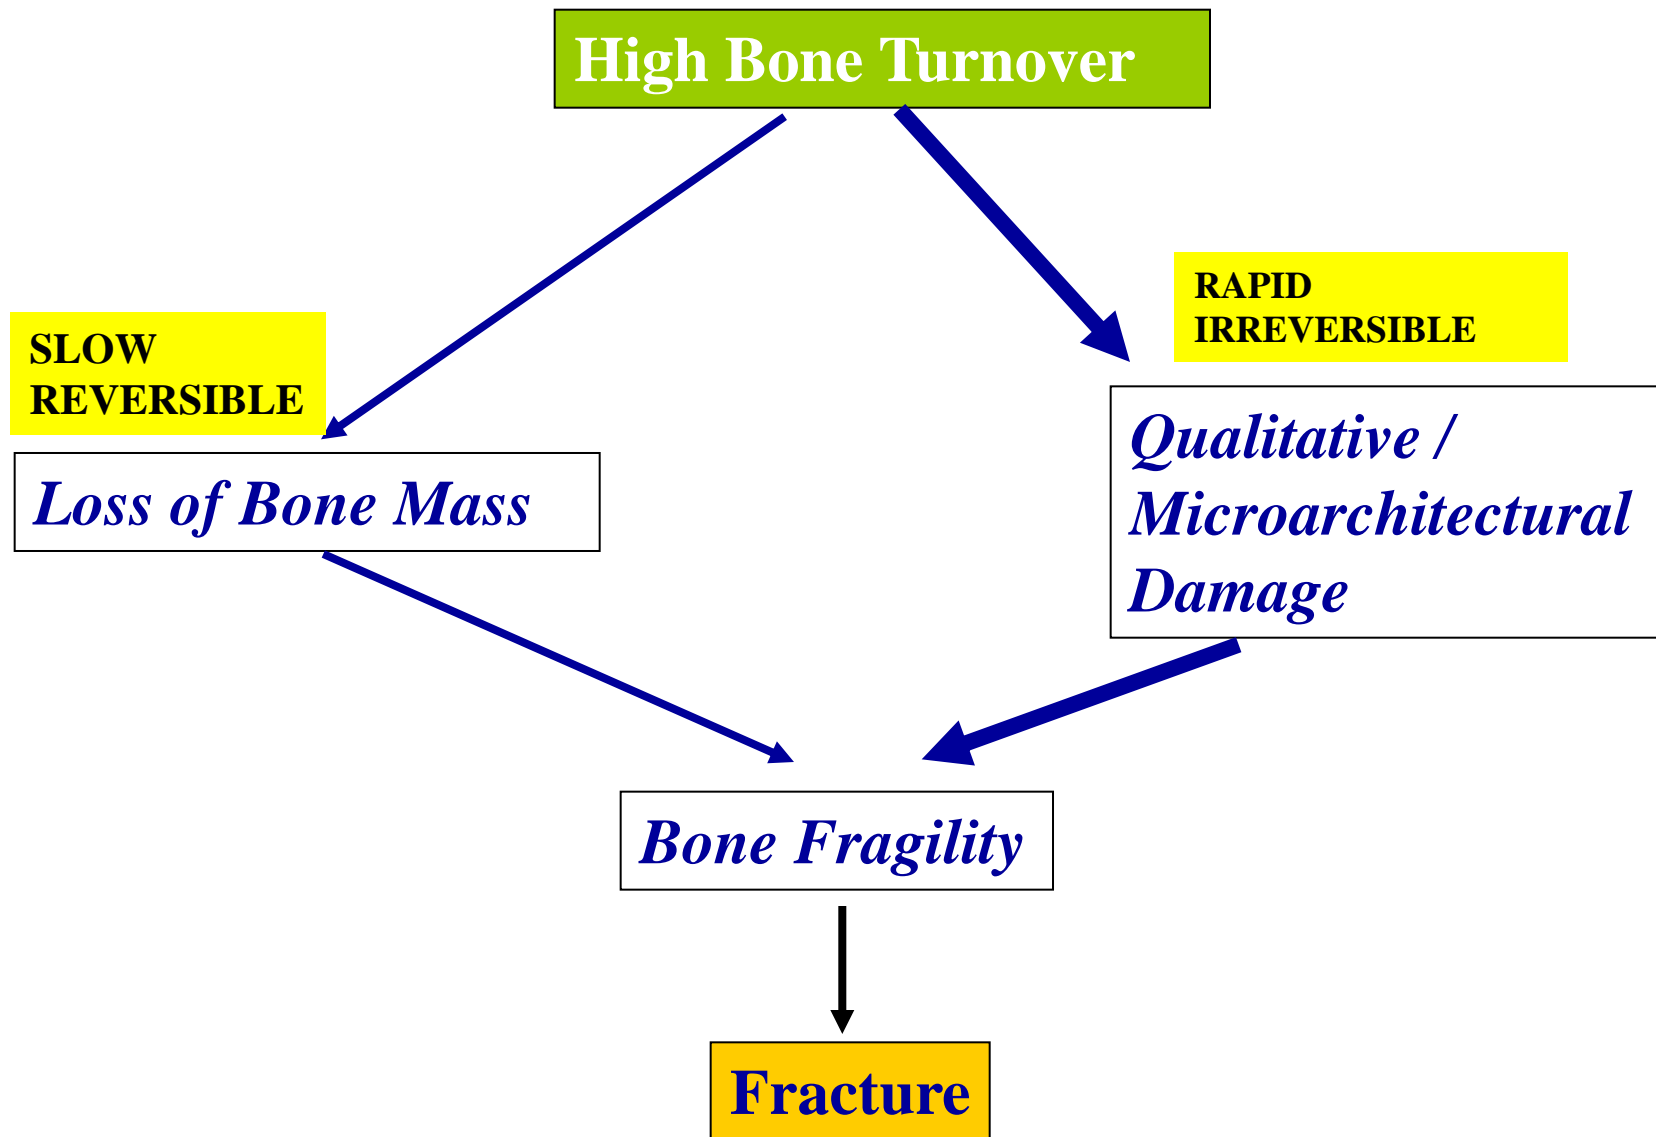 High Bone Turnover
RAPID
IRREVERSIBLE
SLOW
REVERSIBLE
Qualitative /
Microarchitectural
Damage
Loss of Bone Mass
Bone Fragility
Fracture